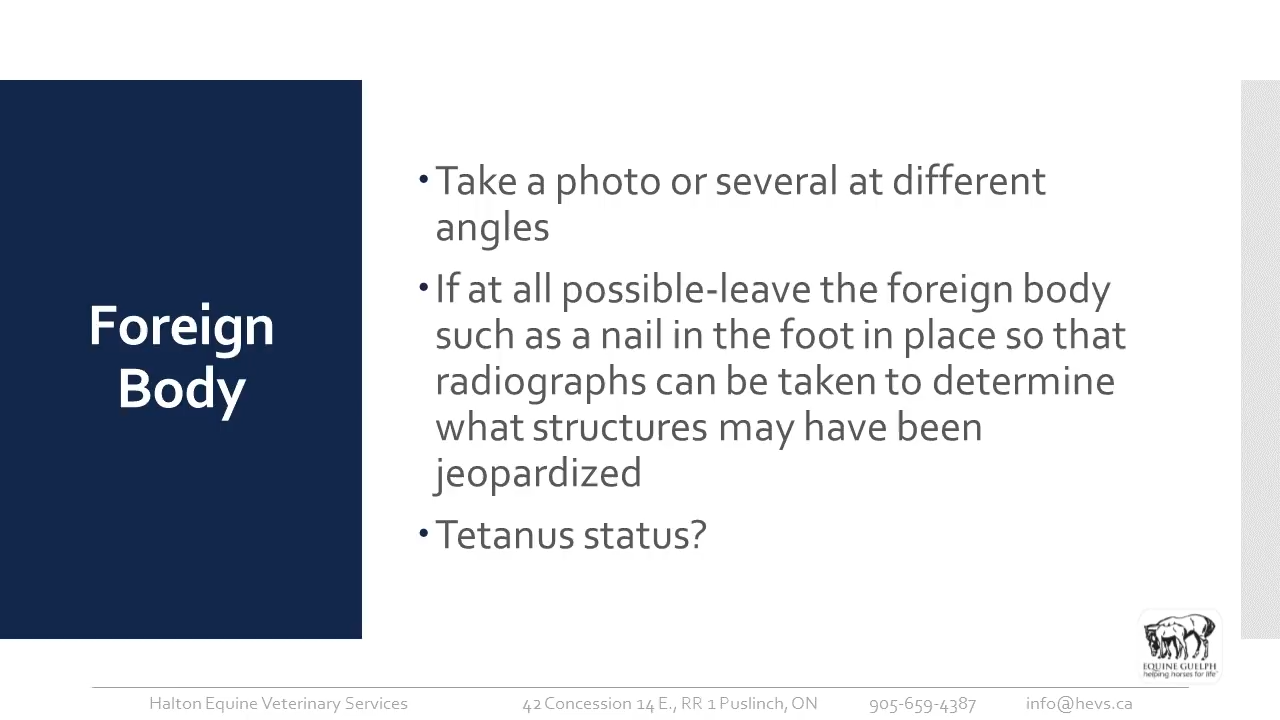 Foreign
Body
• Take a photo or several at different
angles
• If at all possible-leave the foreign body
such as a nail in the foot in place so that
radiographs can be taken to determine
what structures may have been
jeopardized
• Tetanus status?
EQUINE GUELPH
helping horses for life™
Halton Equine Veterinary Services 42 Concession 14 E., RR 1 Puslinch, ON 905-659-4387 info@hevs.ca